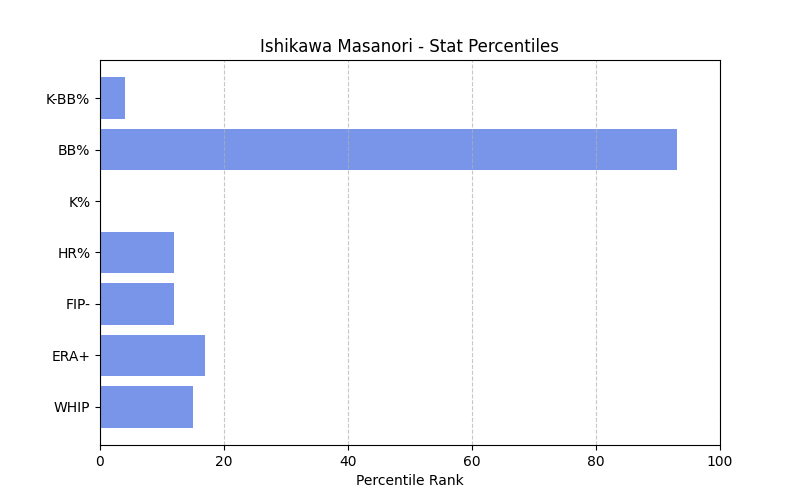 Ishikawa Masanori - Stat Percentiles
K-BB%
BB%
K%
HR%
FIP-
ERA+
WHIP
0 20 40 60 80 100
Percentile Rank